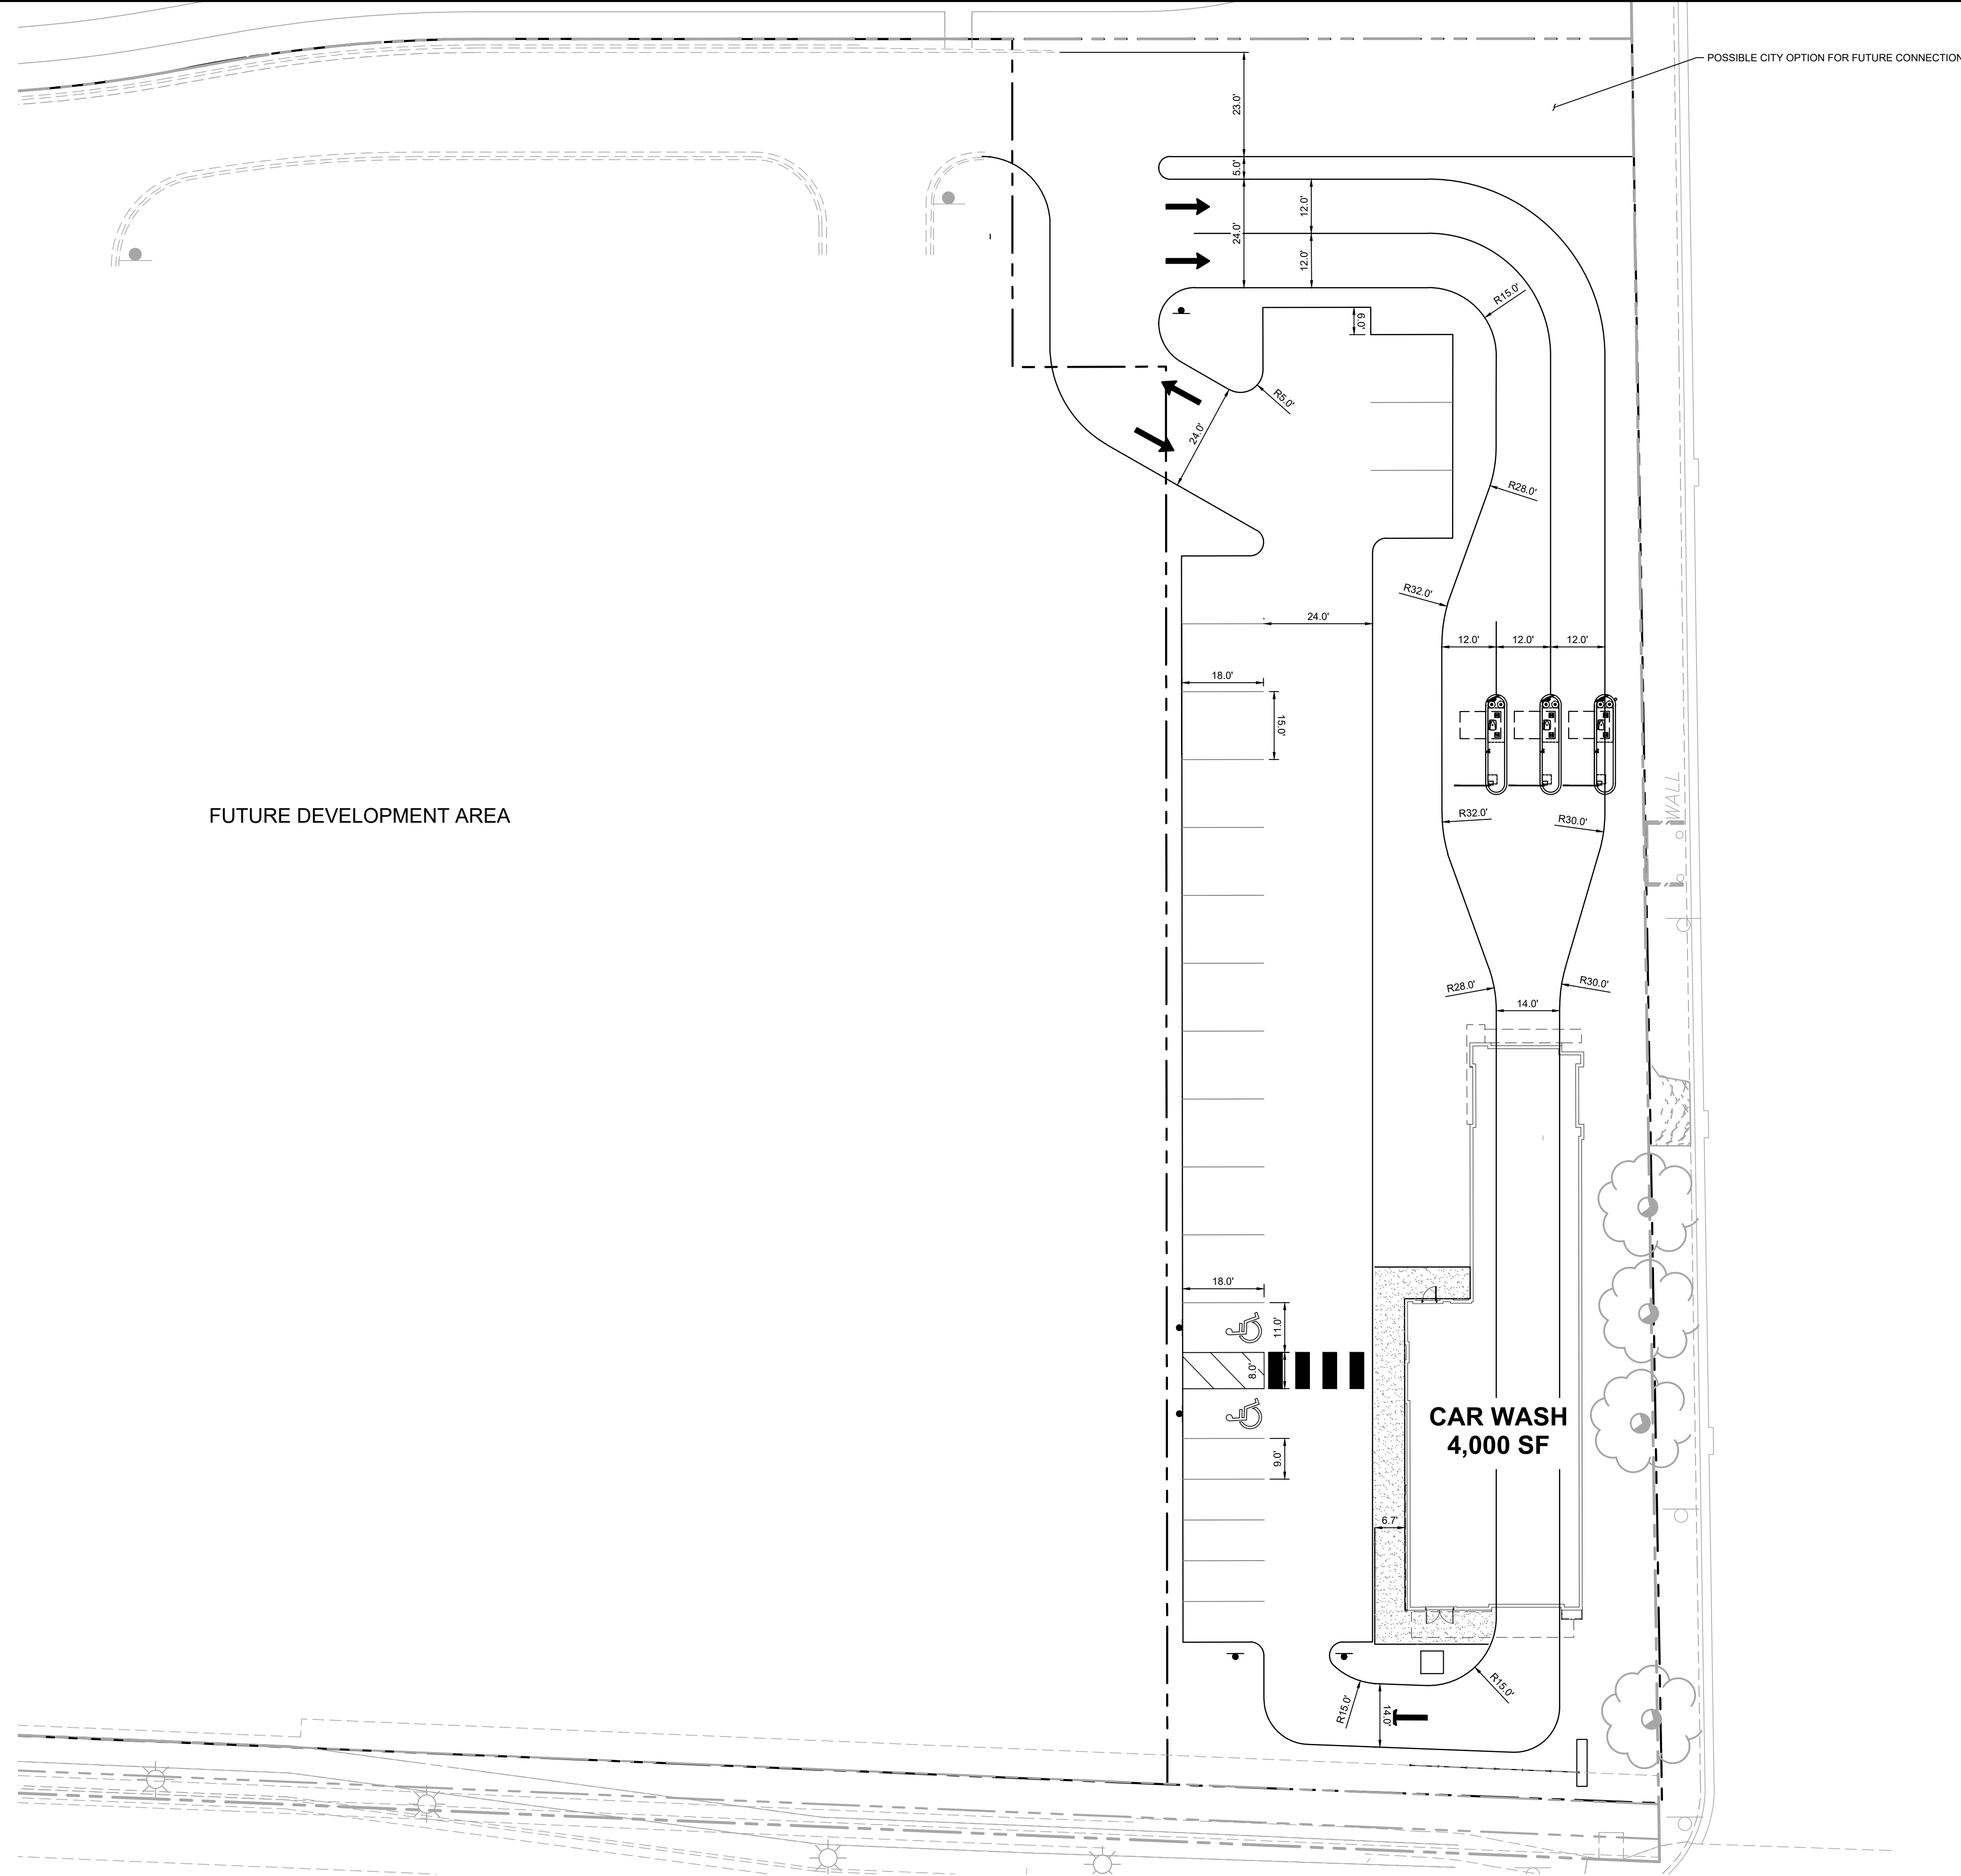 POSSIBLE CITY OPTION FOR FUTURE CONNECTION
23.0'
5.0'
12.0'
24.0'
12.0'
R15.0'
6.0'
R5.0'
24.0'
R28.0'
R32.0'
24.0'
12.0'
12.0'
12.0'
18.0'
15.0'
WALL
FUTURE DEVELOPMENT AREA
R32.0'
R30.0'
R28.0'
R30.0'
14.0'
18.0'
11.0'
8.0'
CAR WASH
4,000 SF
9.0'
6.7'
R15.0'
R15.0'
14.0'